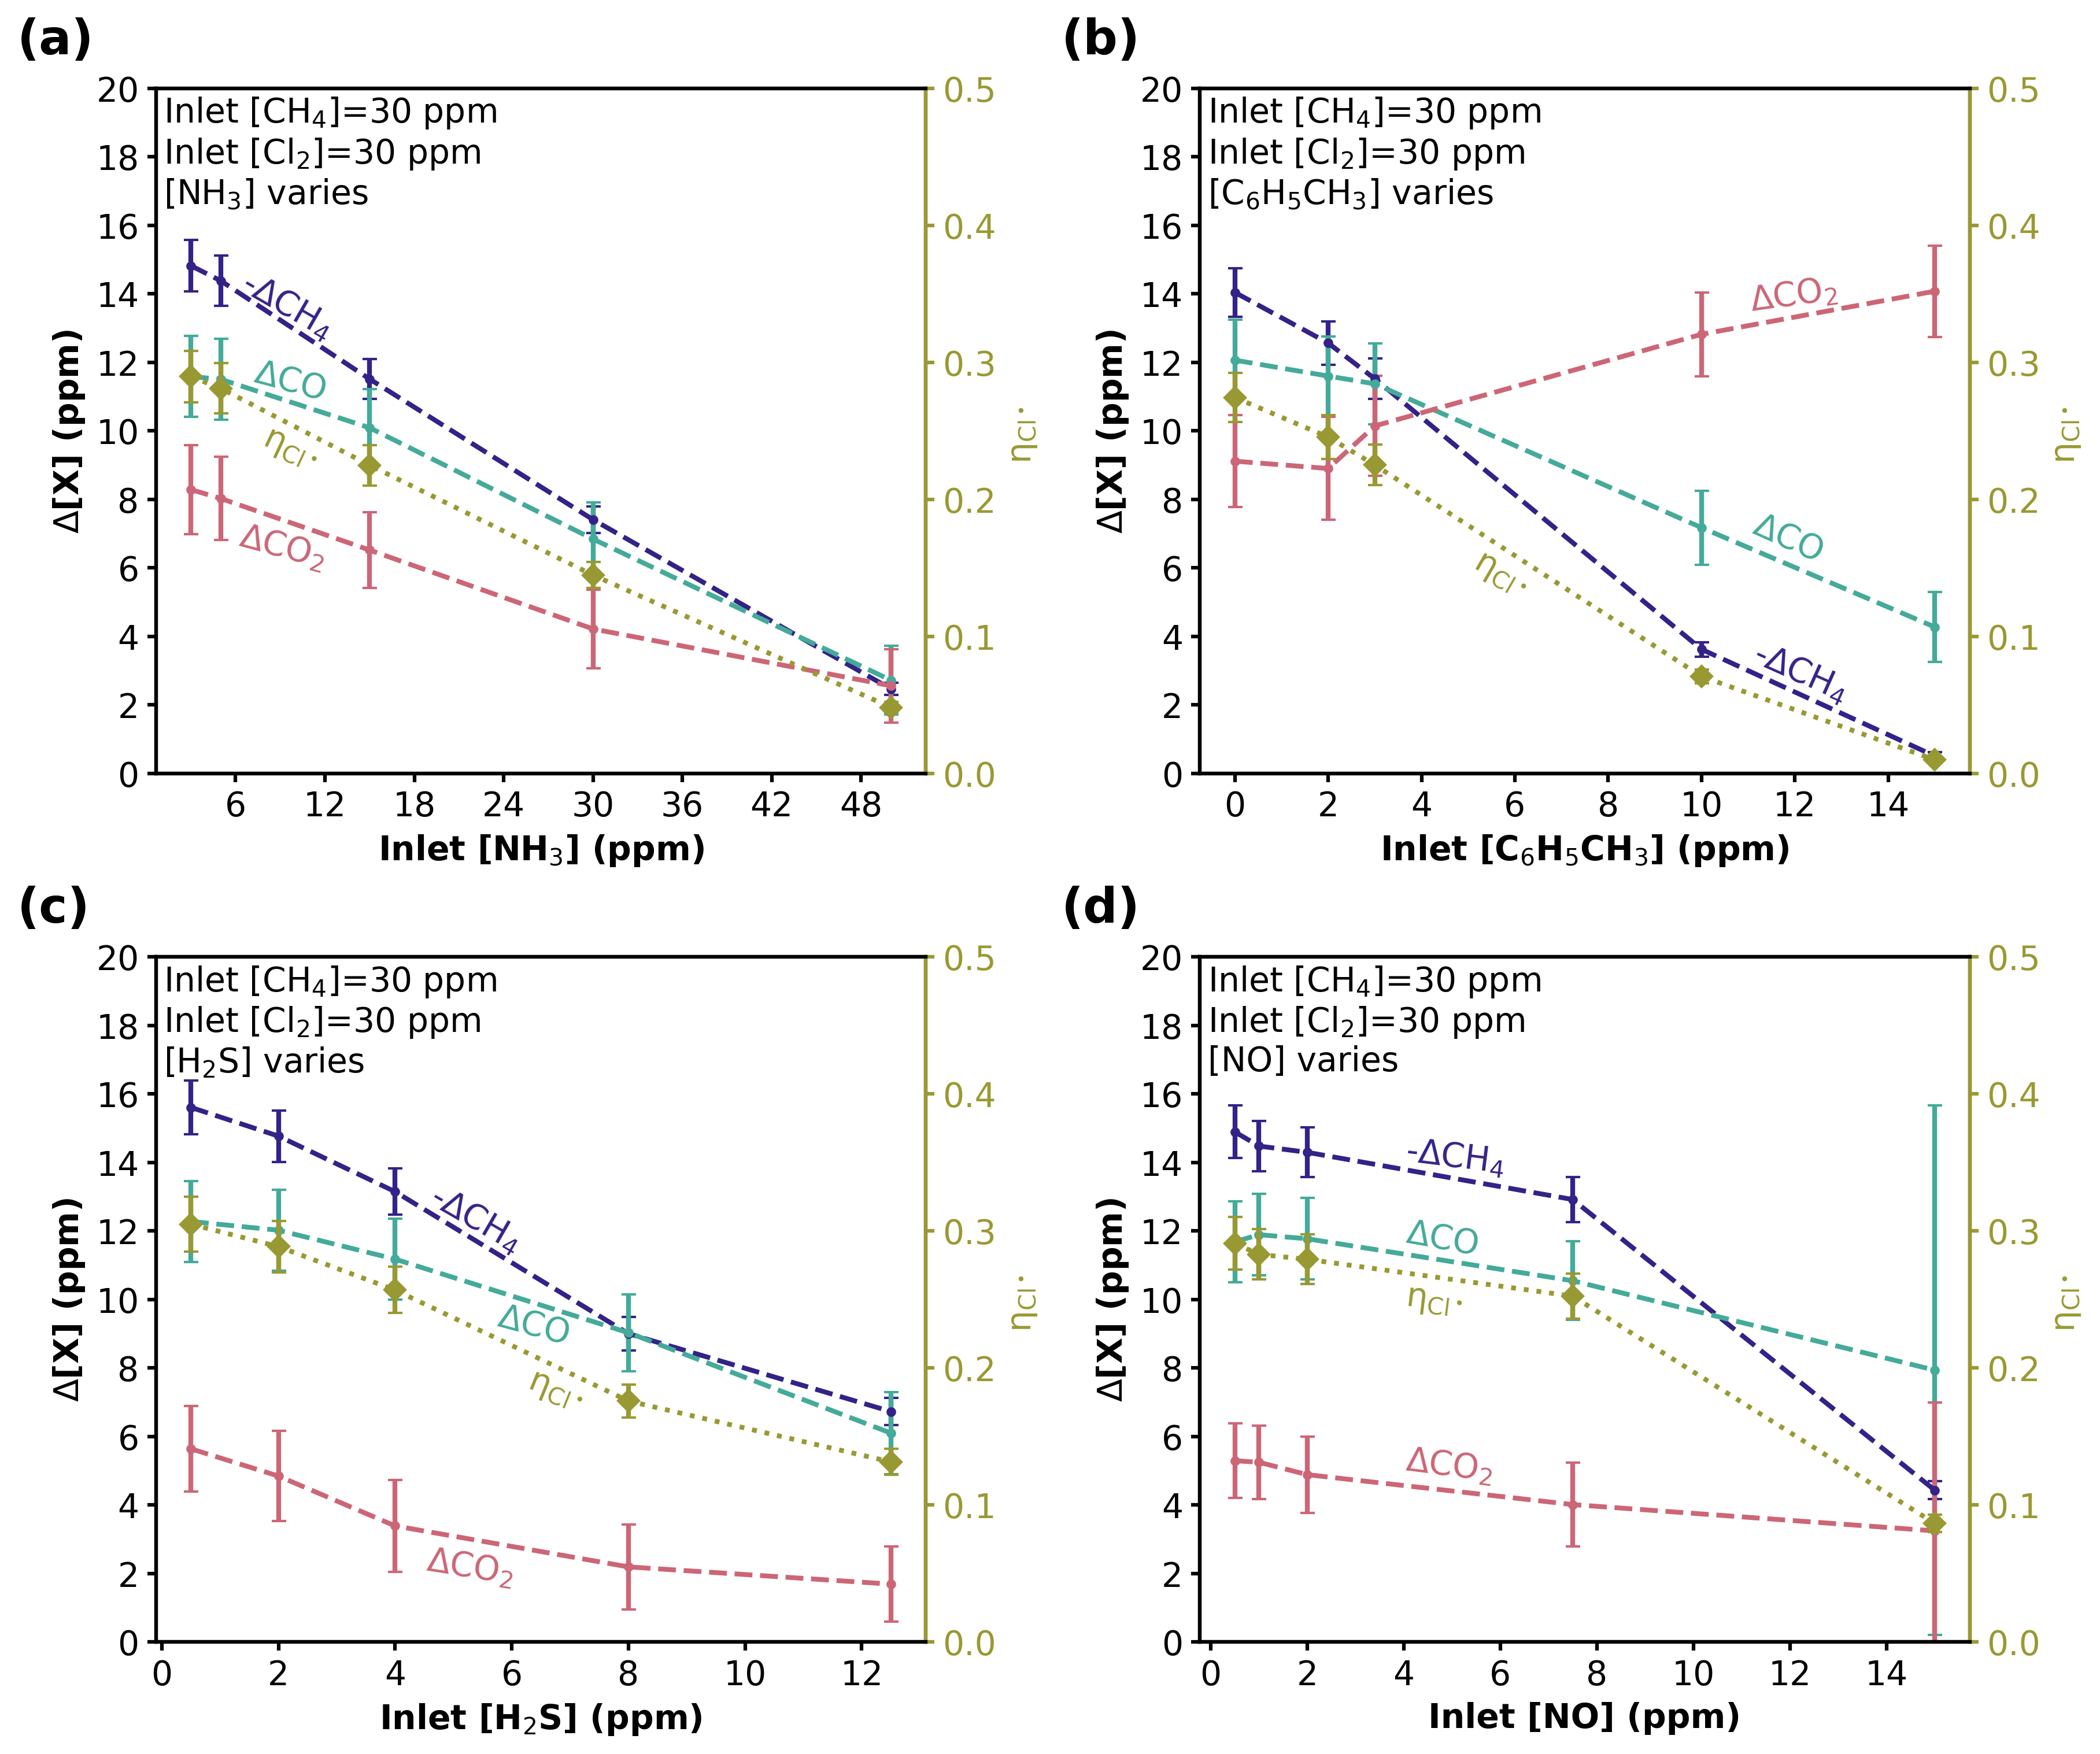 (a)
Inlet [CH₄]=30 ppm
Inlet [Cl₂]=30 ppm
[NH₃] varies
-ΔCH₄
ΔCO
ηCl•
ΔCO₂
Δ[X] (ppm)
0 2 4 6 8 10 12 14 16 18 20
0.0 0.1 0.2 0.3 0.4 0.5
ηCl•
6 12 18 24 30 36 42 48
Inlet [NH₃] (ppm)
(b)
Inlet [CH₄]=30 ppm
Inlet [Cl₂]=30 ppm
[C₆H₅CH₃] varies
ΔCO₂
ΔCO
ηCl•
-ΔCH₄
Δ[X] (ppm)
0 2 4 6 8 10 12 14 16 18 20
0.0 0.1 0.2 0.3 0.4 0.5
ηCl•
0 2 4 6 8 10 12 14
Inlet [C₆H₅CH₃] (ppm)
(c)
Inlet [CH₄]=30 ppm
Inlet [Cl₂]=30 ppm
[H₂S] varies
-ΔCH₄
ΔCO
ηCl•
ΔCO₂
Δ[X] (ppm)
0 2 4 6 8 10 12 14 16 18 20
0.0 0.1 0.2 0.3 0.4 0.5
ηCl•
0 2 4 6 8 10 12
Inlet [H₂S] (ppm)
(d)
Inlet [CH₄]=30 ppm
Inlet [Cl₂]=30 ppm
[NO] varies
-ΔCH₄
ΔCO
ηCl•
ΔCO₂
Δ[X] (ppm)
0 2 4 6 8 10 12 14 16 18 20
0.0 0.1 0.2 0.3 0.4 0.5
ηCl•
0 2 4 6 8 10 12 14
Inlet [NO] (ppm)